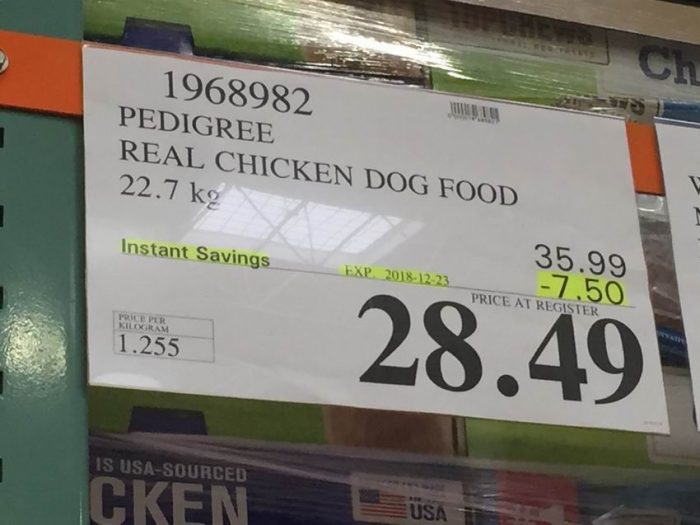 Ch
1968982
PEDIGREE
REAL CHICKEN DOG FOOD
22.7 kg
35.99
Instant Savings
EXP. 2018-12-23
-7.50
PRICE AT REGISTER
28.49
PRICE PER
KILOGRAM
1.255
IS USA-SOURCED
CKEN
USA